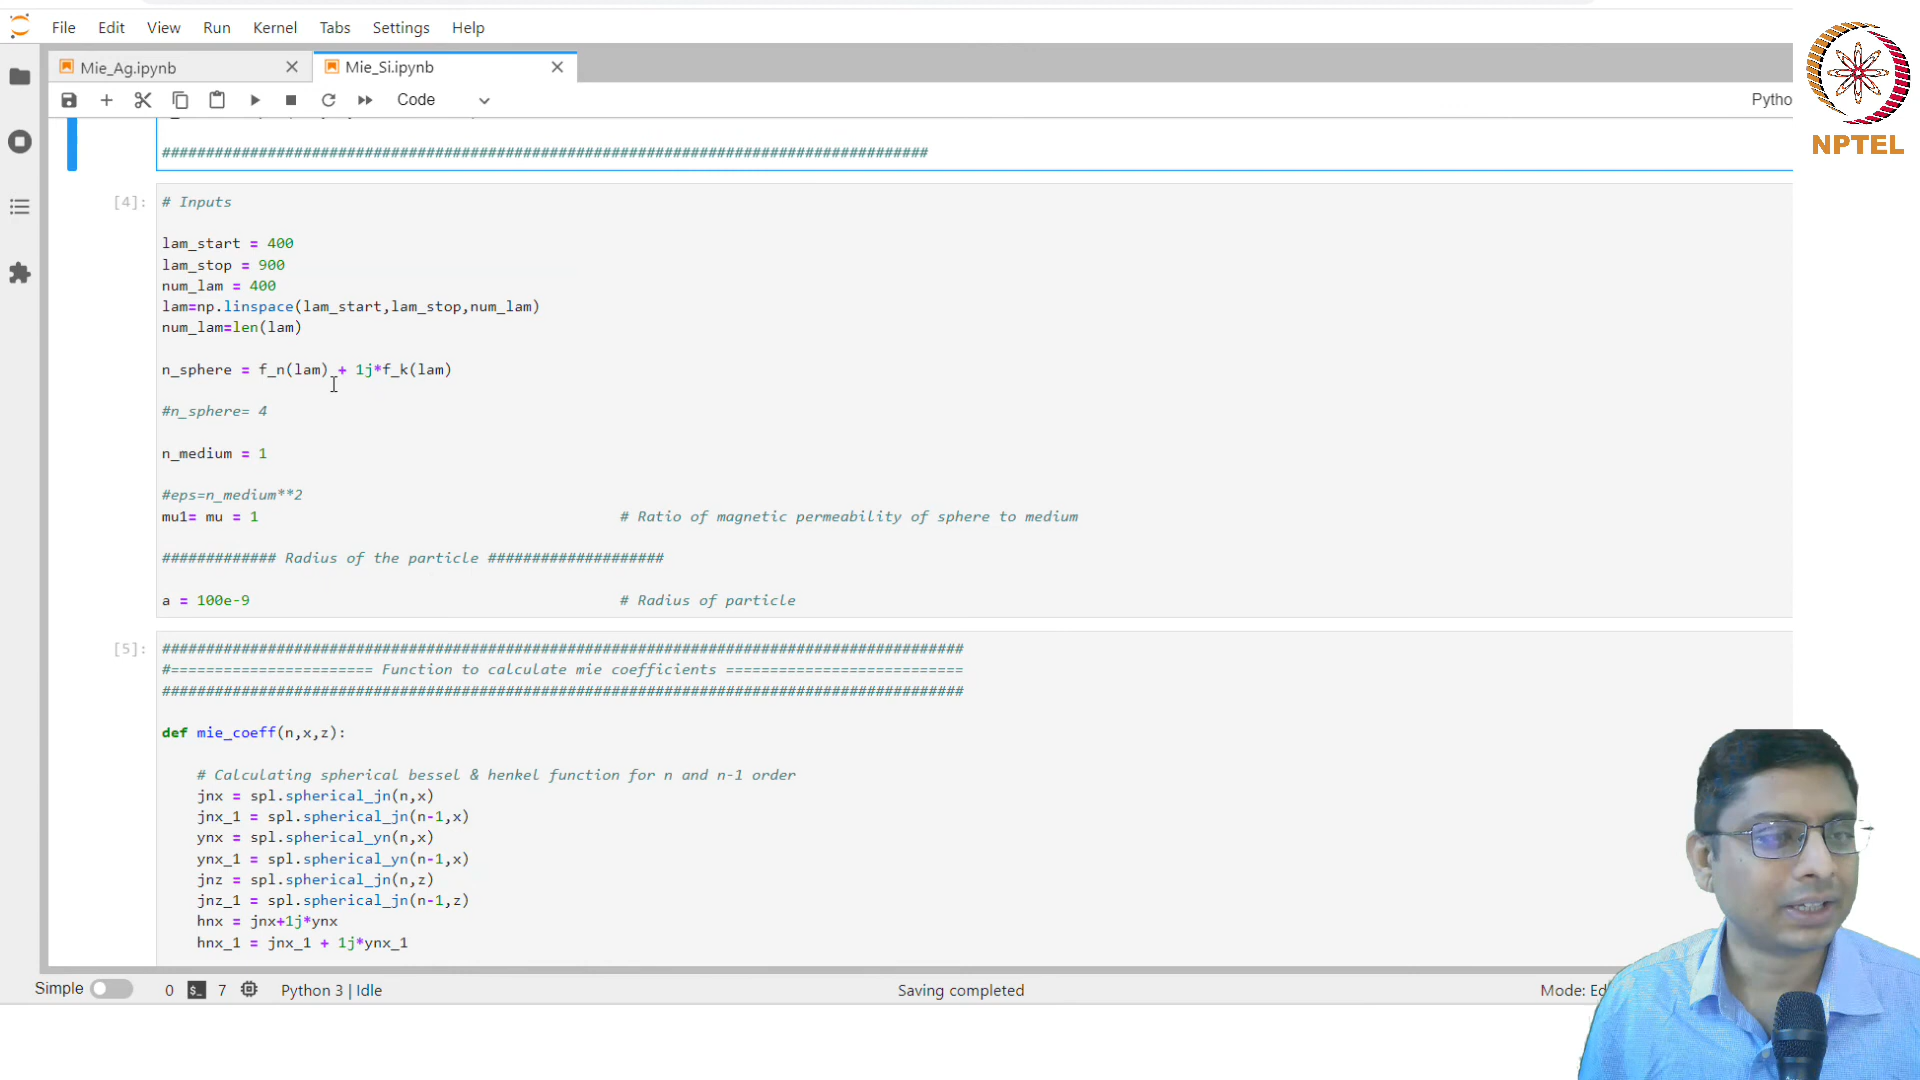 File Edit View Run Kernel Tabs Settings Help
Mie_Ag.ipynb Mie_Si.ipynb
Code Pytho
NPTEL
#######################################################################################
[4]: # Inputs
lam_start = 400
lam_stop = 900
num_lam = 400
lam=np.linspace(lam_start,lam_stop,num_lam)
num_lam=len(lam)
n_sphere = f_n(lam) + 1j*f_k(lam)
#n_sphere= 4
n_medium = 1
#eps=n_medium**2
mu1= mu = 1 # Ratio of magnetic permeability of sphere to medium
############# Radius of the particle ####################
a = 100e-9 # Radius of particle
[5]: ###########################################################################################
#====================== Function to calculate mie coefficients ===========================
###########################################################################################
def mie_coeff(n,x,z):
# Calculating spherical bessel & henkel function for n and n-1 order
jnx = spl.spherical_jn(n,x)
jnx_1 = spl.spherical_jn(n-1,x)
ynx = spl.spherical_yn(n,x)
ynx_1 = spl.spherical_yn(n-1,x)
jnz = spl.spherical_jn(n,z)
jnz_1 = spl.spherical_jn(n-1,z)
hnx = jnx+1j*ynx
hnx_1 = jnx_1 + 1j*ynx_1
Simple 0 $_ 7 Python 3 | Idle Saving completed Mode: Ed